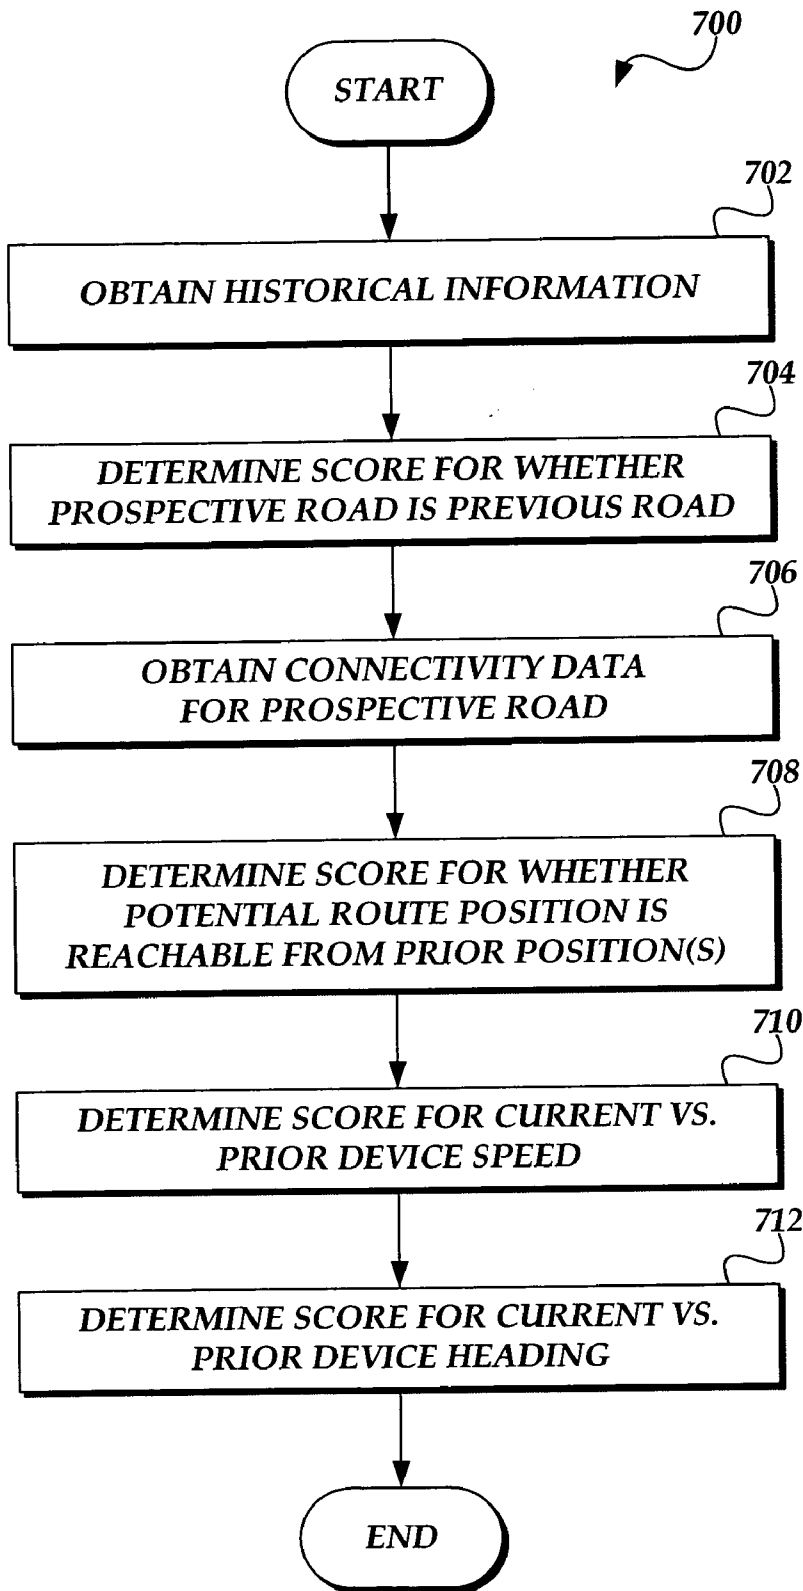 700
START
702
OBTAIN HISTORICAL INFORMATION
704
DETERMINE SCORE FOR WHETHER
PROSPECTIVE ROAD IS PREVIOUS ROAD
706
OBTAIN CONNECTIVITY DATA
FOR PROSPECTIVE ROAD
708
DETERMINE SCORE FOR WHETHER
POTENTIAL ROUTE POSITION IS
REACHABLE FROM PRIOR POSITION(S)
710
DETERMINE SCORE FOR CURRENT VS.
PRIOR DEVICE SPEED
712
DETERMINE SCORE FOR CURRENT VS.
PRIOR DEVICE HEADING
END